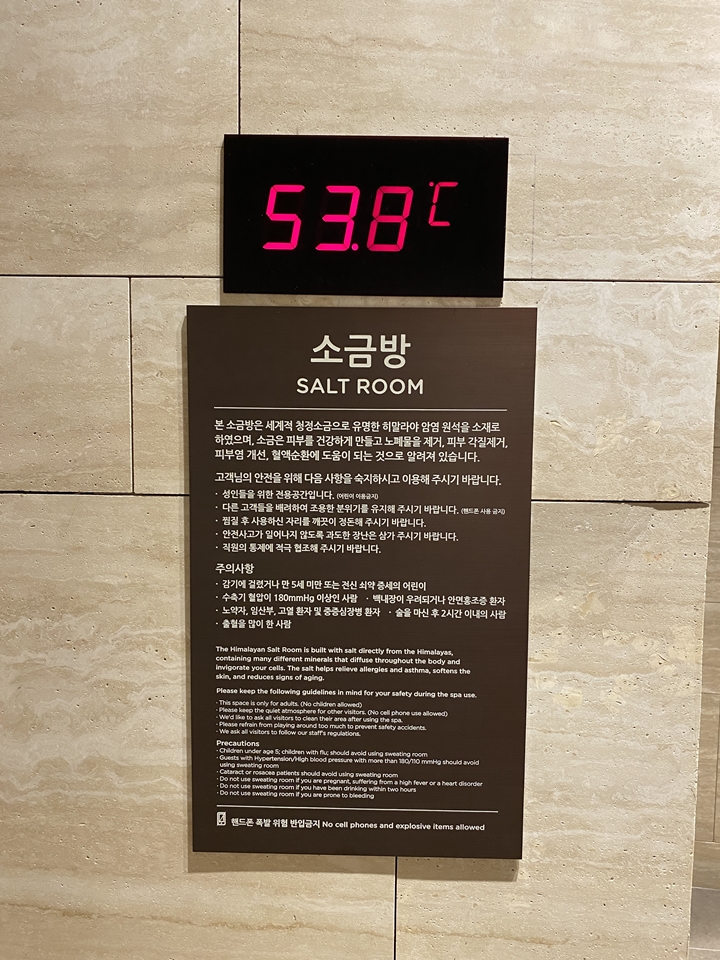 53.8℃
소금방
SALT ROOM
본 소금방은 세계적 청정소금으로 유명한 히말라야 암염 원석을 소재로
하였으며, 소금은 피부를 건강하게 만들고 노폐물을 제거, 피부 각질제거,
피부염 개선, 혈액순환에 도움이 되는 것으로 알려져 있습니다.
고객님의 안전을 위해 다음 사항을 숙지하시고 이용해 주시기 바랍니다.
· 성인들을 위한 전용공간입니다. (어린이 이용금지)
· 다른 고객들을 배려하여 조용한 분위기를 유지해 주시기 바랍니다. (핸드폰 사용 금지)
· 찜질 후 사용하신 자리를 깨끗이 정돈해 주시기 바랍니다.
· 안전사고가 일어나지 않도록 과도한 장난은 삼가 주시기 바랍니다.
· 직원의 통제에 적극 협조해 주시기 바랍니다.
주의사항
· 감기에 걸렸거나 만 5세 미만 또는 전신 쇠약 증세의 어린이
· 수축기 혈압이 180mmHg 이상인 사람 · 백내장이 우려되거나 안면홍조증 환자
· 노약자, 임산부, 고열 환자 및 중증심장병 환자 · 술을 마신 후 2시간 이내의 사람
· 출혈을 많이 한 사람
The Himalayan Salt Room is built with salt directly from the Himalayas,
containing many different minerals that diffuse throughout the body and
invigorate your cells. The salt helps relieve allergies and asthma, softens the
skin, and reduces signs of aging.
Please keep the following guidelines in mind for your safety during the spa use.
· This space is only for adults. (No children allowed)
· Please keep the quiet atmosphere for other visitors. (No cell phone use allowed)
· We'd like to ask all visitors to clean their area after using the spa.
· Please refrain from playing around too much to prevent safety accidents.
· We ask all visitors to follow our staff's regulations.
Precautions
· Children under age 5; children with flu; should avoid using sweating room
· Guests with Hypertension/High blood pressure with more than 180/110 mmHg should avoid
using sweating room
· Cataract or rosacea patients should avoid using sweating room
· Do not use sweating room if you are pregnant, suffering from a high fever or a heart disorder
· Do not use sweating room if you have been drinking within two hours
· Do not use sweating room if you are prone to bleeding
핸드폰 폭발 위험 반입금지 No cell phones and explosive items allowed